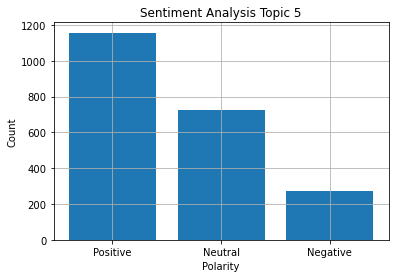 Sentiment Analysis Topic 5
Count
1200
1000
800
600
400
200
0
Positive Neutral Negative
Polarity